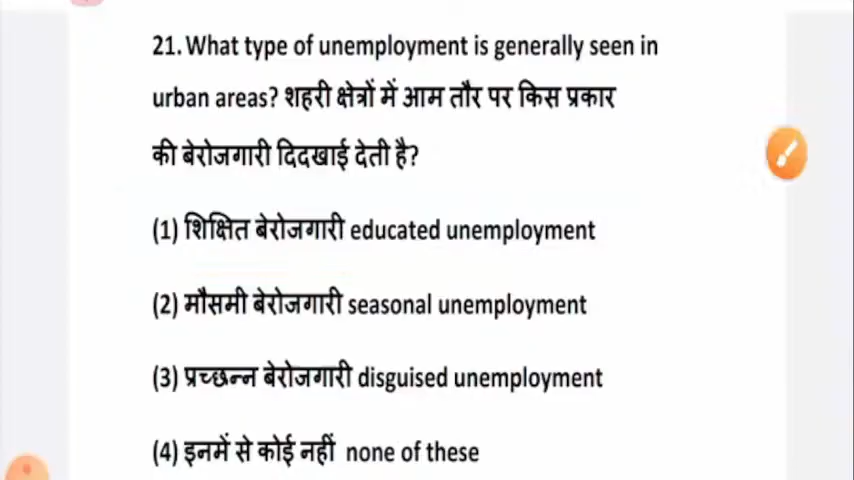 21. What type of unemployment is generally seen in
urban areas? शहरी क्षेत्रों में आम तौर पर किस प्रकार
की बेरोजगारी दिदखाई देती है?
(1) शिक्षित बेरोजगारी educated unemployment
(2) मौसमी बेरोजगारी seasonal unemployment
(3) प्रच्छन्न बेरोजगारी disguised unemployment
(4) इनमें से कोई नहीं none of these